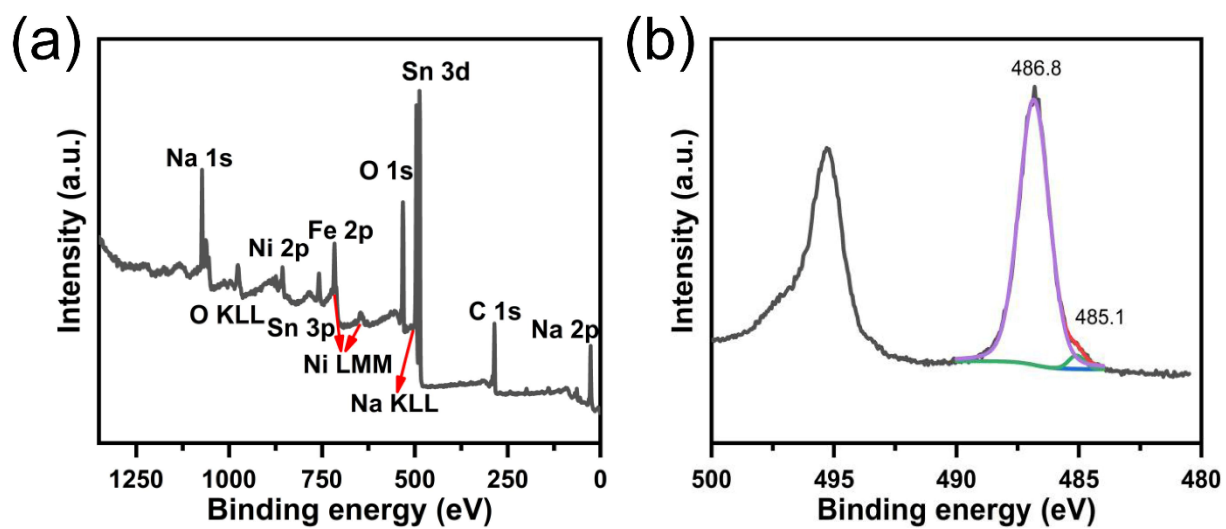 (a)
Intensity (a.u.)
Na 1s
O KLL
Ni 2p
Sn 3p
Fe 2p
Ni LMM
O 1s
Sn 3d
Na KLL
C 1s
Na 2p
1250 1000 750 500 250 0
Binding energy (eV)
(b)
Intensity (a.u.)
486.8
485.1
500 495 490 485 480
Binding energy (eV)